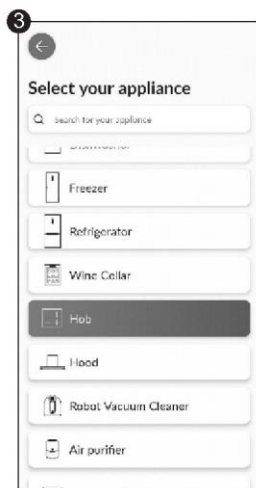 3
Select your appliance
Search for your appliance
Dishwasher
Freezer
Refrigerator
Wine Cellar
Hob
Hood
Robot Vacuum Cleaner
Air purifier